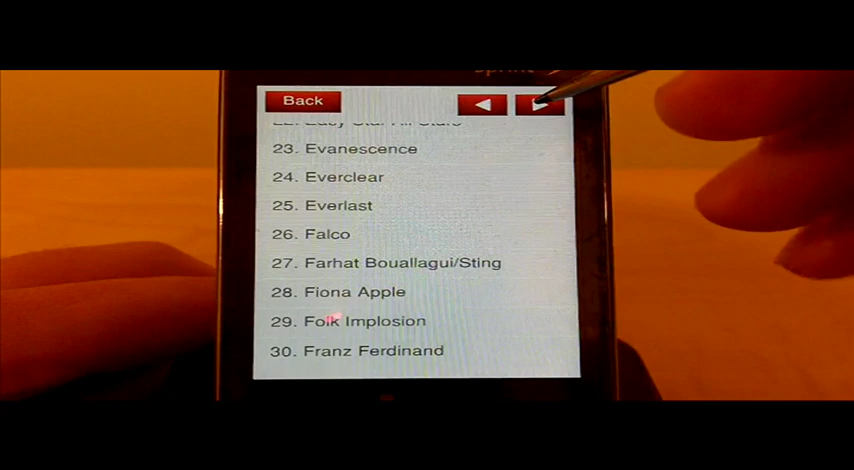 Back
23. Evanescence
24. Everclear
25. Everlast
26. Falco
27. Farhat Bouallagui/Sting
28. Fiona Apple
29. Folk Implosion
30. Franz Ferdinand